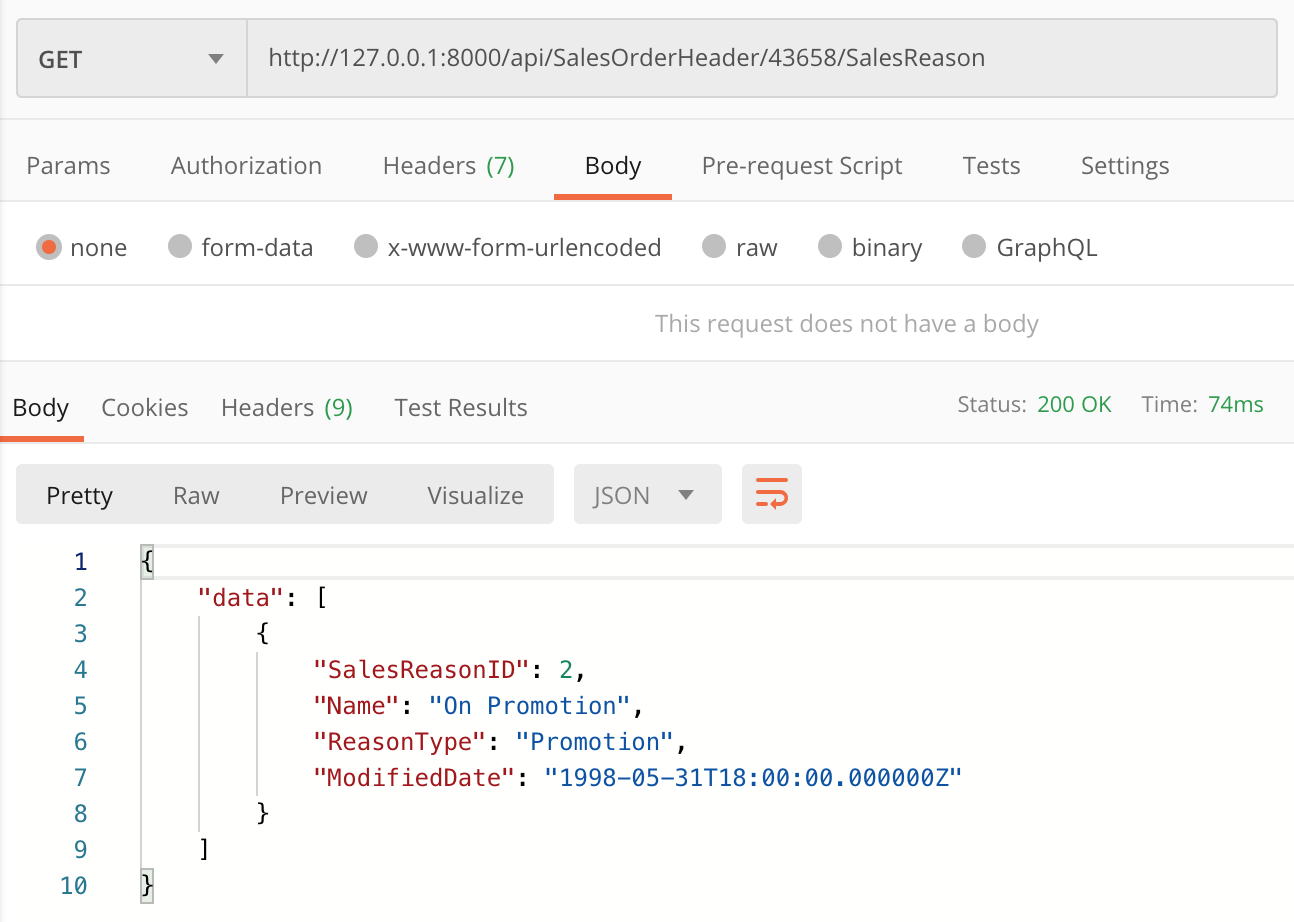 GET http://127.0.0.1:8000/api/SalesOrderHeader/43658/SalesReason
Params Authorization Headers (7) Body Pre-request Script Tests Settings
none form-data x-www-form-urlencoded raw binary GraphQL
This request does not have a body
Body Cookies Headers (9) Test Results Status: 200 OK Time: 74ms
Pretty Raw Preview Visualize JSON
1 {
2 "data": [
3 {
4 "SalesReasonID": 2,
5 "Name": "On Promotion",
6 "ReasonType": "Promotion",
7 "ModifiedDate": "1998-05-31T18:00:00.000000Z"
8 }
9 ]
10 }